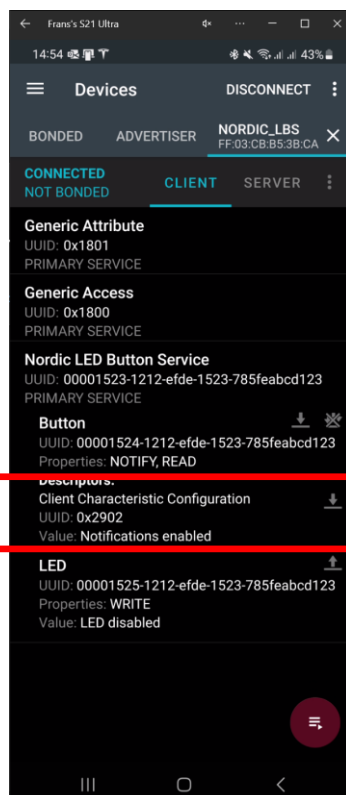 Frans's S21 Ultra
14:54 43%
Devices DISCONNECT
BONDED ADVERTISER NORDIC_LBS
FF:03:CB:B5:3B:CA
CONNECTED
NOT BONDED CLIENT SERVER
Generic Attribute
UUID: 0x1801
PRIMARY SERVICE
Generic Access
UUID: 0x1800
PRIMARY SERVICE
Nordic LED Button Service
UUID: 00001523-1212-efde-1523-785feabcd123
PRIMARY SERVICE
Button
UUID: 00001524-1212-efde-1523-785feabcd123
Properties: NOTIFY, READ
Descriptors:
Client Characteristic Configuration
UUID: 0x2902
Value: Notifications enabled
LED
UUID: 00001525-1212-efde-1523-785feabcd123
Properties: WRITE
Value: LED disabled